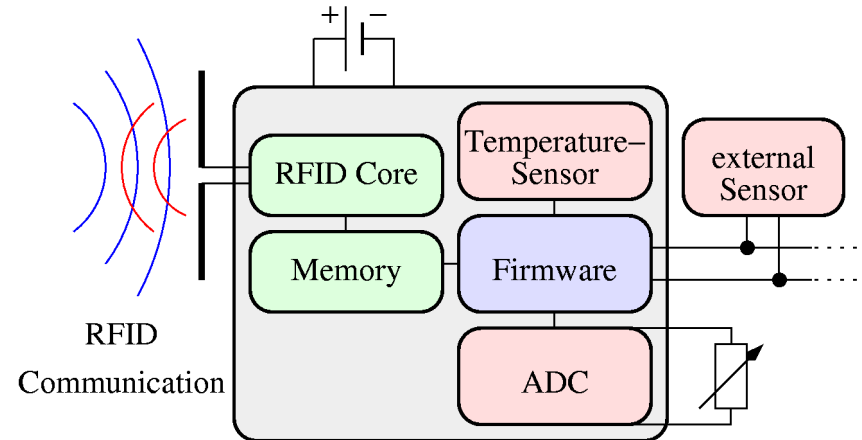 + −
Temperature−
Sensor
external
Sensor
RFID Core
Memory
Firmware
RFID
Communication
ADC